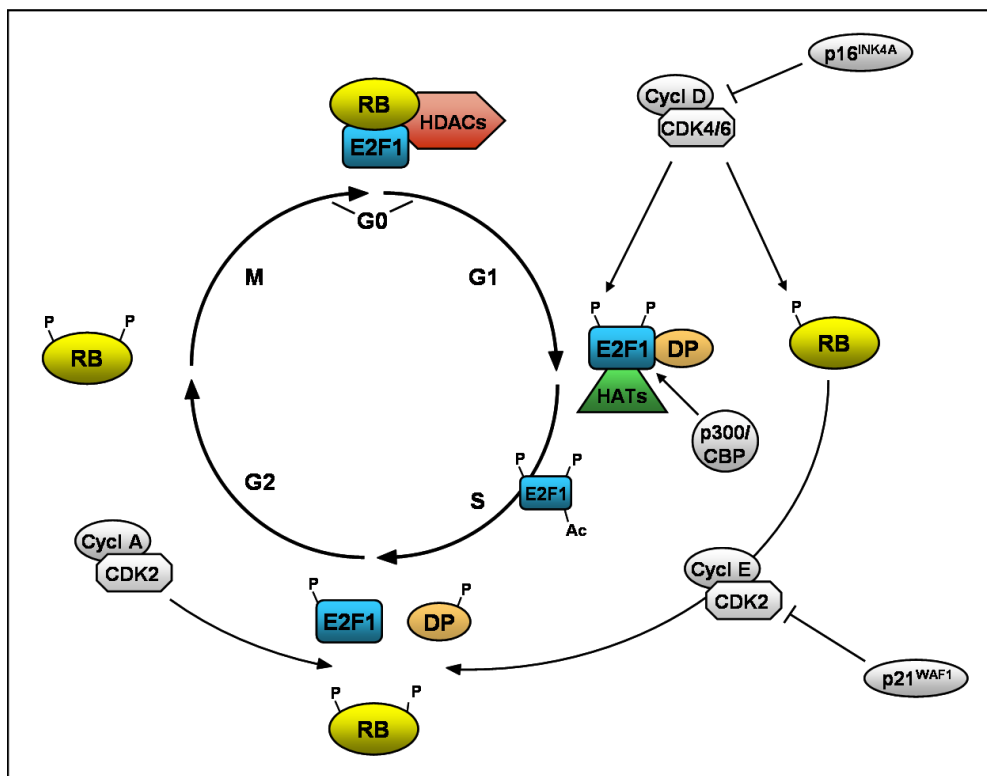 p16INK4A
Cycl D
CDK4/6
RB
HDACs
E2F1
G0
M
G1
P
P
RB
P
P
E2F1
DP
HATs
p300/
CBP
P
RB
G2
S
P
P
E2F1
Ac
Cycl A
CDK2
Cycl E
CDK2
P
E2F1
P
DP
p21WAF1
P
P
RB